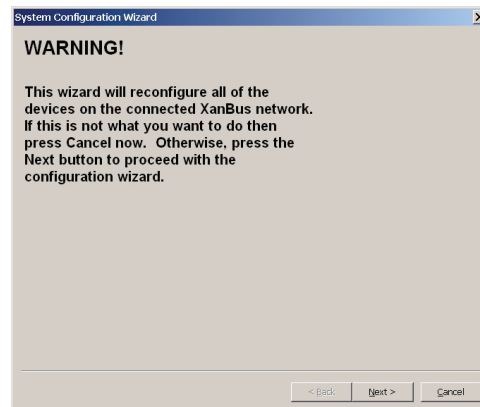 System Configuration Wizard
WARNING!
This wizard will reconfigure all of the
devices on the connected XanBus network.
If this is not what you want to do then
press Cancel now. Otherwise, press the
Next button to proceed with the
configuration wizard.
< Back
Next >
Cancel